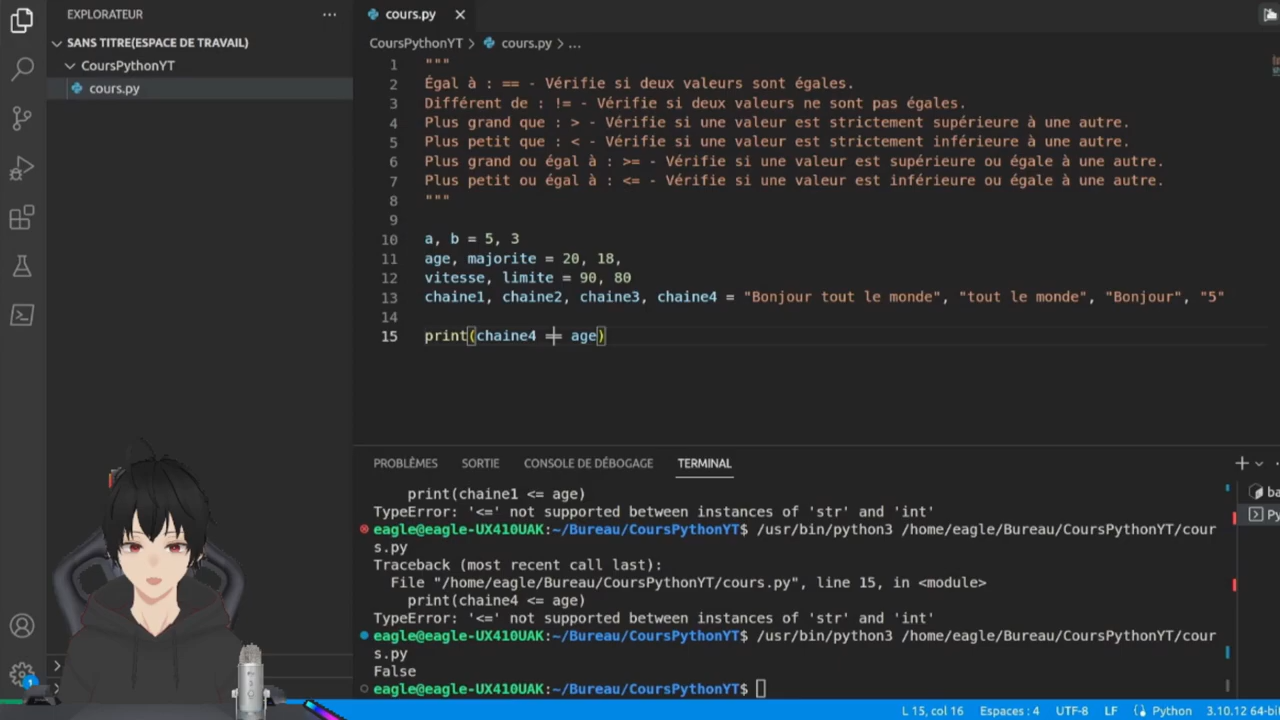 EXPLORATEUR
SANS TITRE(ESPACE DE TRAVAIL)
CoursPythonYT
cours.py
cours.py
CoursPythonYT > cours.py > ...
1 """
2 Égal à : == - Vérifie si deux valeurs sont égales.
3 Différent de : != - Vérifie si deux valeurs ne sont pas égales.
4 Plus grand que : > - Vérifie si une valeur est strictement supérieure à une autre.
5 Plus petit que : < - Vérifie si une valeur est strictement inférieure à une autre.
6 Plus grand ou égal à : >= - Vérifie si une valeur est supérieure ou égale à une autre.
7 Plus petit ou égal à : <= - Vérifie si une valeur est inférieure ou égale à une autre.
8 """
9
10 a, b = 5, 3
11 age, majorite = 20, 18,
12 vitesse, limite = 90, 80
13 chaine1, chaine2, chaine3, chaine4 = "Bonjour tout le monde", "tout le monde", "Bonjour", "5"
14
15 print(chaine4 == age)
PROBLÈMES SORTIE CONSOLE DE DÉBOGAGE TERMINAL
print(chaine1 <= age)
TypeError: '<=' not supported between instances of 'str' and 'int'
eagle@eagle-UX410UAK:~/Bureau/CoursPythonYT$ /usr/bin/python3 /home/eagle/Bureau/CoursPythonYT/cour
s.py
Traceback (most recent call last):
File "/home/eagle/Bureau/CoursPythonYT/cours.py", line 15, in <module>
print(chaine4 <= age)
TypeError: '<=' not supported between instances of 'str' and 'int'
eagle@eagle-UX410UAK:~/Bureau/CoursPythonYT$ /usr/bin/python3 /home/eagle/Bureau/CoursPythonYT/cour
s.py
False
eagle@eagle-UX410UAK:~/Bureau/CoursPythonYT$
ba
Py
1
L 15, col 16 Espaces : 4 UTF-8 LF Python 3.10.12 64-bi